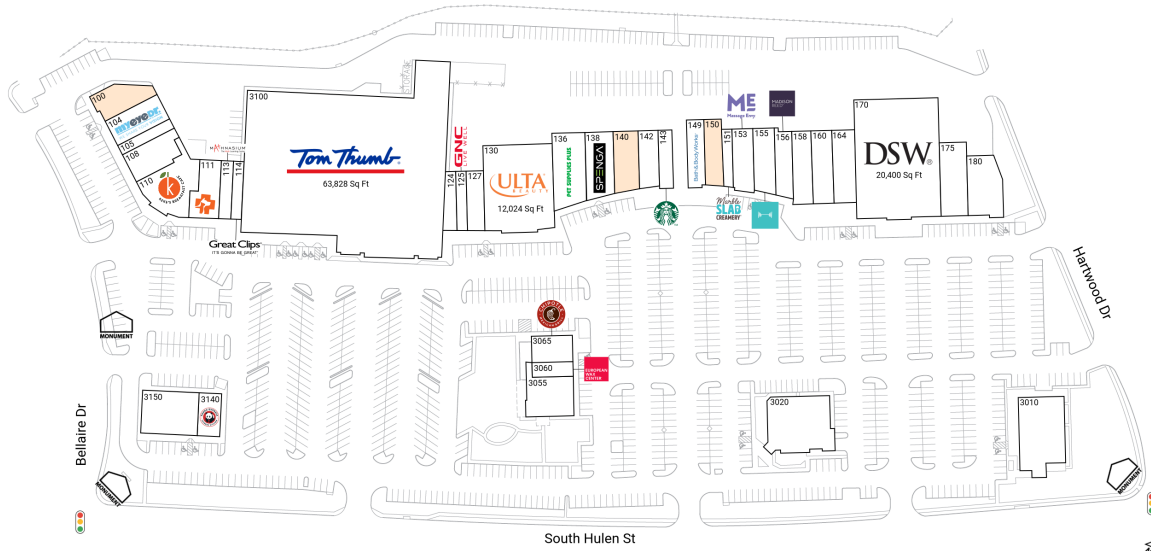 100
104
myeyedr.
105
108
110
111
113
114
MATHNASIUM
Great Clips
IT'S GONNA BE GREAT
3100
Tom Thumb
63,828 Sq Ft
GNC
LIVE WELL
124
125
127
130
ULTA
BEAUTY
12,024 Sq Ft
136
PET SUPPLIES PLUS
138
SPENGA
140
142
143
149
Bath & Body Works
150
151
ME
Massage Envy
153
MADISON
REED
155
156
158
160
164
Marble
SLAB
CREAMERY
170
DSW
20,400 Sq Ft
175
180
Hartwood Dr
MONUMENT
CHIPOTLE
3065
3060
3055
EUROPEAN
WAX
CENTER
3150
3140
3020
3010
Bellaire Dr
MONUMENT
MONUMENT
South Hulen St